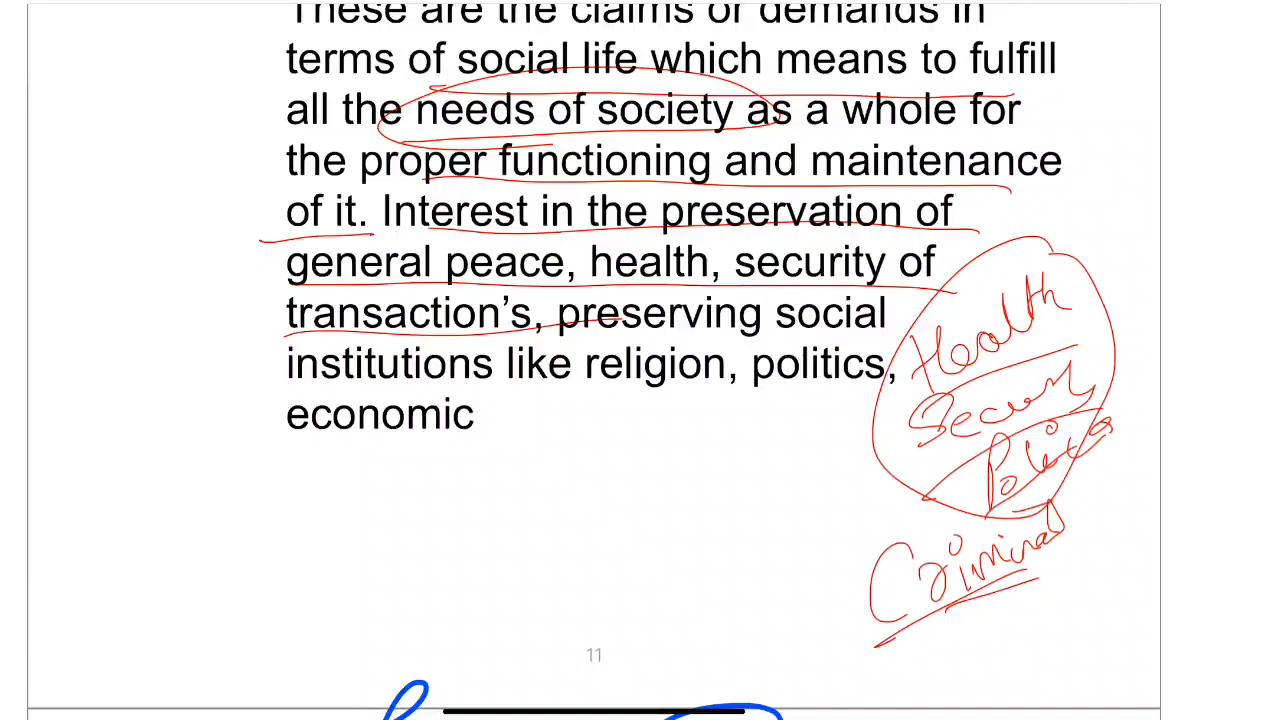 These are the claims or demands in
terms of social life which means to fulfill
all the needs of society as a whole for
the proper functioning and maintenance
of it. Interest in the preservation of
general peace, health, security of
transaction’s, preserving social
institutions like religion, politics,
economic
Health
Security
Politics
Criminal
11